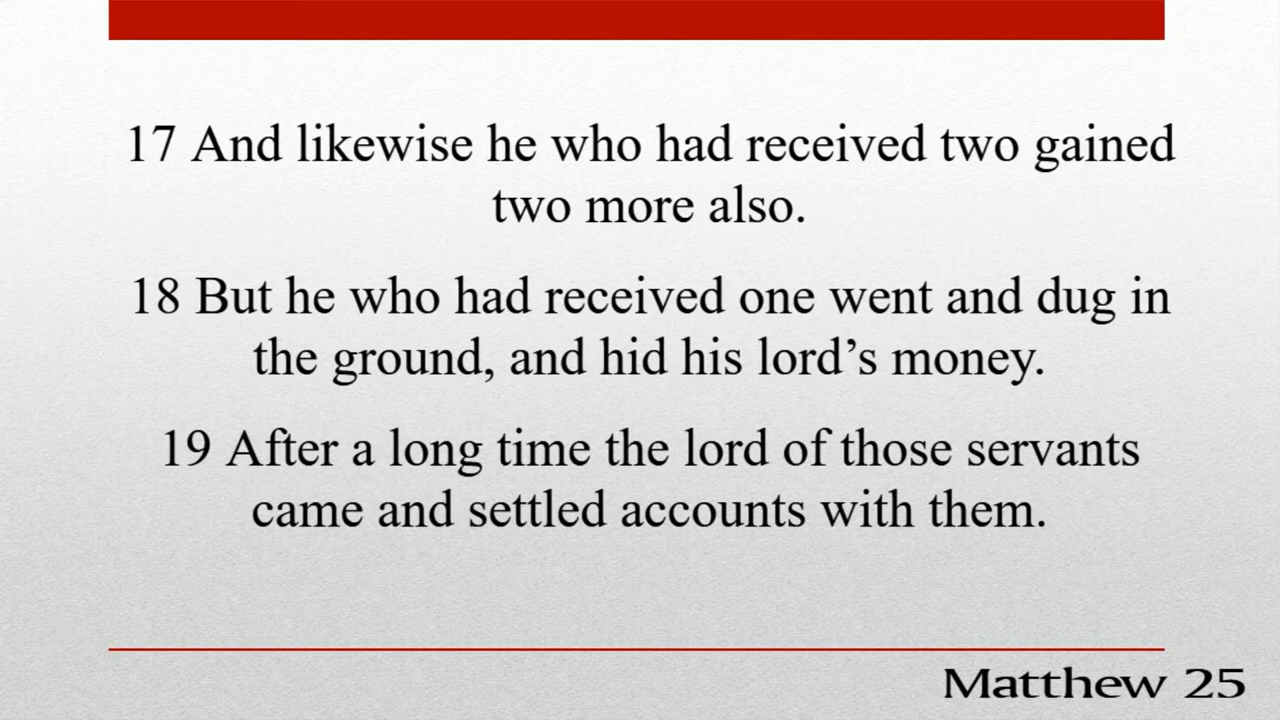 17 And likewise he who had received two gained
two more also.
18 But he who had received one went and dug in
the ground, and hid his lord’s money.
19 After a long time the lord of those servants
came and settled accounts with them.
Matthew 25